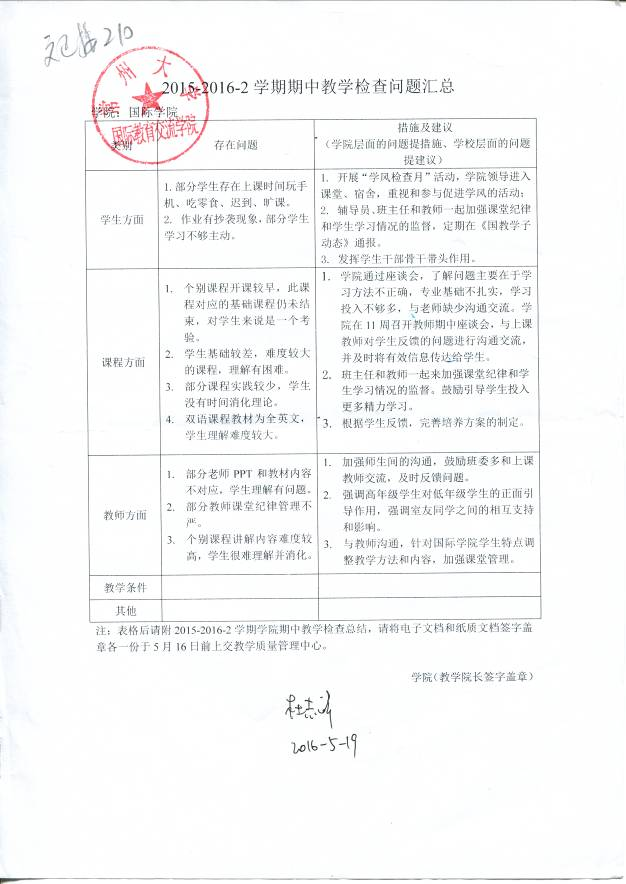 210
州大
国际教育交流学院
2015-2016-2 学期期中教学检查问题汇总
学院：国际学院
类别
存在问题
措施及建议
（学院层面的问题提措施、学校层面的问题
提建议）
学生方面
1.部分学生存在上课时间玩手
机、吃零食、迟到、旷课。
2. 作业有抄袭现象，部分学生
学习不够主动。
1. 开展“学风检查月”活动，学院领导进入
课堂、宿舍，重视和参与促进学风的活动；
2. 辅导员、班主任和教师一起加强课堂纪律
和学生学习情况的监督，定期在《国教学子
动态》通报。
3. 发挥学生干部骨干带头作用。
课程方面
1. 个别课程开课较早，此课
程对应的基础课程仍未结
束，对学生来说是一个考
验。
2. 学生基础较差，难度较大
的课程，理解有困难。
3. 部分课程实践较少，学生
没有时间消化理论。
4. 双语课程教材为全英文，
学生理解难度较大。
1. 学院通过座谈会，了解问题主要在于学
习方法不正确，专业基础不扎实，学习
投入不够多，与老师缺少沟通交流。学
院在 11 周召开教师期中座谈会，与上课
教师对学生反馈的问题进行沟通交流，
并及时将有效信息传达给学生。
2. 班主任和教师一起来加强课堂纪律和学
生学习情况的监督。鼓励引导学生投入
更多精力学习。
3. 根据学生反馈，完善培养方案的制定。
教师方面
1. 部分老师 PPT 和教材内容
不对应，学生理解有问题。
2. 部分教师课堂纪律管理不
严。
3. 个别课程讲解内容难度较
高，学生很难理解并消化。
1. 加强师生间的沟通，鼓励班委多和上课
教师交流，及时反馈问题。
2. 强调高年级学生对低年级学生的正面引
导作用，强调室友同学之间的相互支持
和影响。
3. 与教师沟通，针对国际学院学生特点调
整教学方法和内容，加强课堂管理。
教学条件
其他
注：表格后请附 2015-2016-2 学期学院期中教学检查总结，请将电子文档和纸质文档签字盖
章各一份于 5 月 16 日前上交教学质量管理中心。
学院（教学院长签字盖章）
2016-5-19